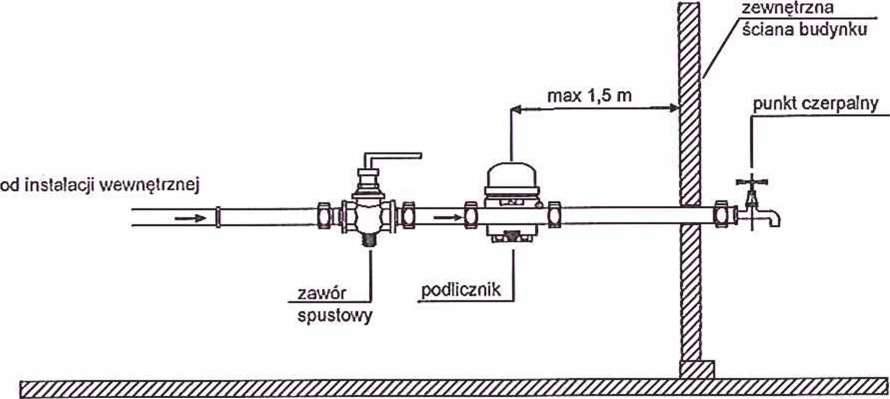 zewnętrzna
ściana budynku
max 1,5 m
punkt czerpalny
od instalacji wewnętrznej
zawór
spustowy
podlicznik